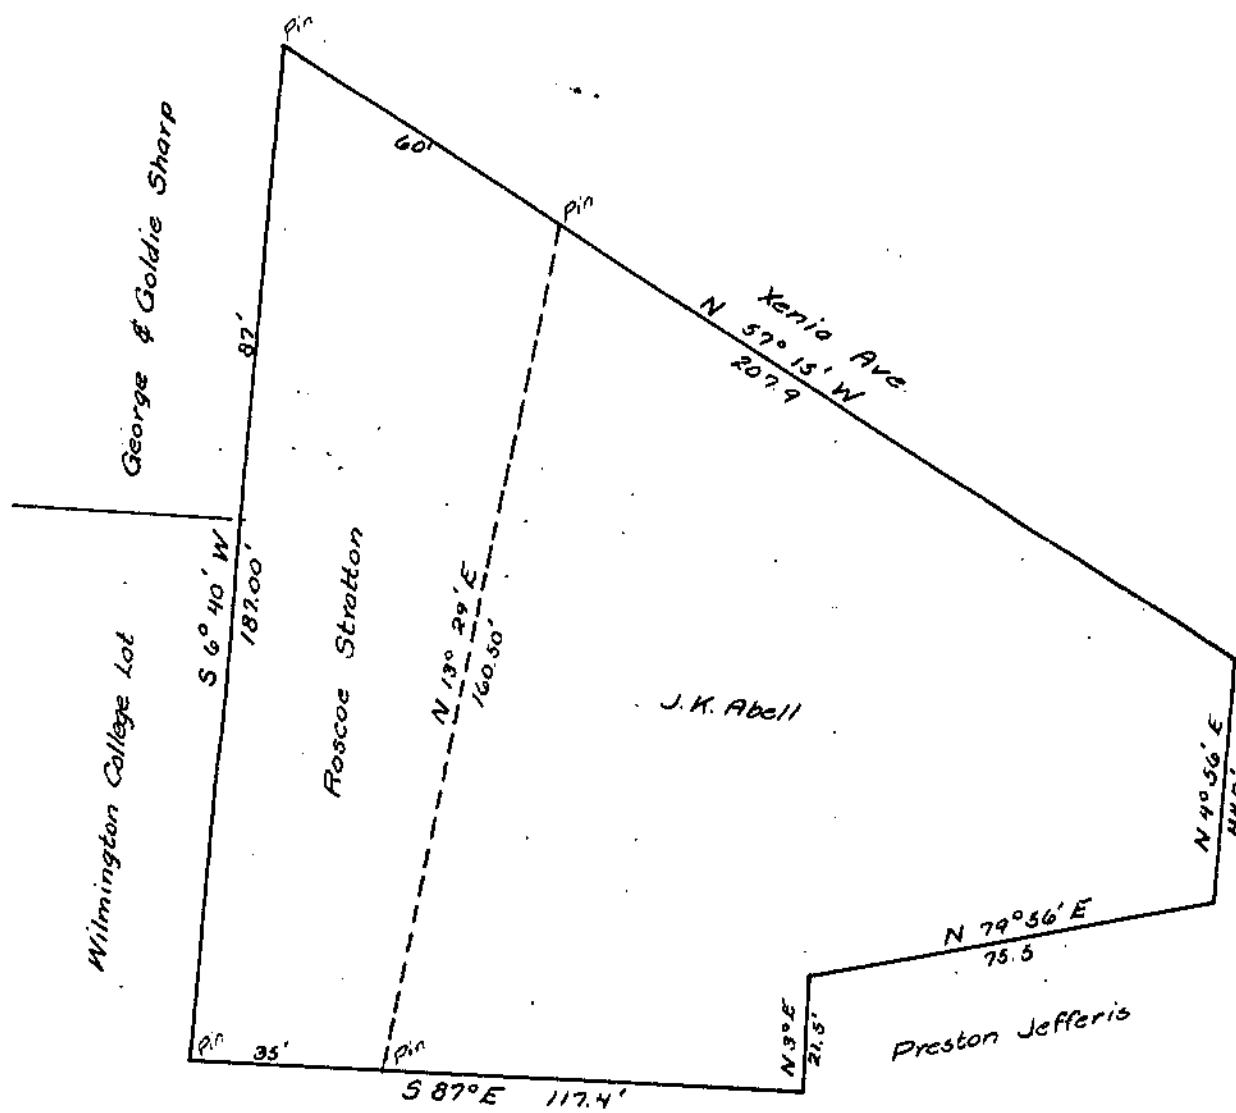 Pin
60'
Pin
George & Goldie Sharp
87'
Xenia Ave.
N 57° 15' W
207.9
S 6° 40' W
187.00'
Roscoe Stratton
N 13° 29' E
160.50'
J.K. Abell
Wilmington College Lot
N 4° 56' E
N 79° 56' E
75.5
N 3° E
21.5'
Preston Jefferis
Pin
35'
Pin
S 87° E 117.4'